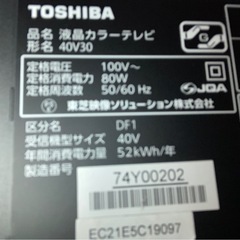 TOSHIBA
品名 液晶カラーテレビ
形名 40V30
JQA
定格電圧 100V～
定格消費電力 80W
定格周波数 50/60 Hz
東芝映像ソリューション株式会社
区分名 DF1
受信機型サイズ 40V
年間消費電力量 52kWh/年
製造番号
74Y00202
EC21E5C19097